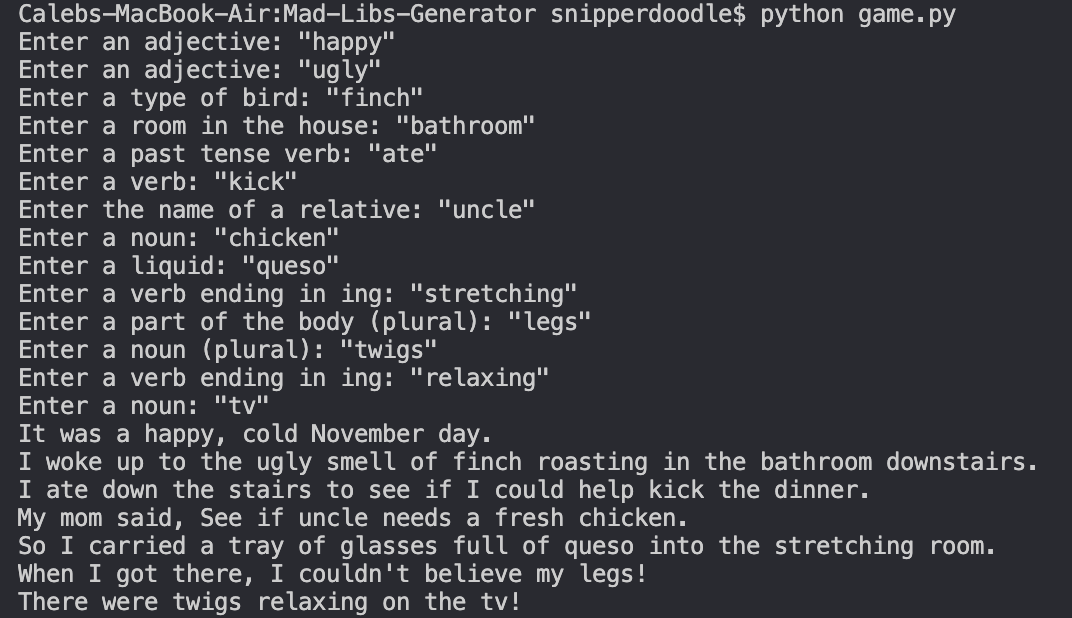 Calebs-MacBook-Air:Mad-Libs-Generator snipperdoodle$ python game.py
Enter an adjective: "happy"
Enter an adjective: "ugly"
Enter a type of bird: "finch"
Enter a room in the house: "bathroom"
Enter a past tense verb: "ate"
Enter a verb: "kick"
Enter the name of a relative: "uncle"
Enter a noun: "chicken"
Enter a liquid: "queso"
Enter a verb ending in ing: "stretching"
Enter a part of the body (plural): "legs"
Enter a noun (plural): "twigs"
Enter a verb ending in ing: "relaxing"
Enter a noun: "tv"
It was a happy, cold November day.
I woke up to the ugly smell of finch roasting in the bathroom downstairs.
I ate down the stairs to see if I could help kick the dinner.
My mom said, See if uncle needs a fresh chicken.
So I carried a tray of glasses full of queso into the stretching room.
When I got there, I couldn't believe my legs!
There were twigs relaxing on the tv!